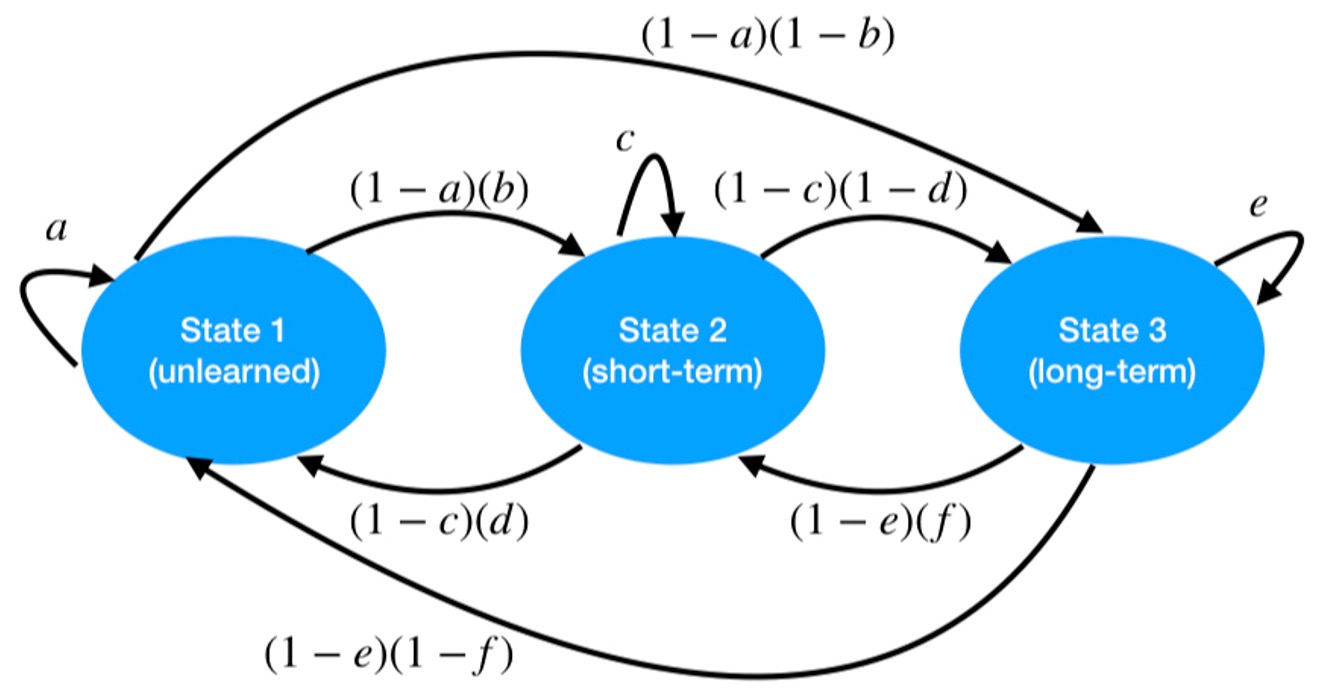 (1 − a)(1 − b)
c
(1 − a)(b)
(1 − c)(1 − d)
a
e
State 1
(unlearned)
State 2
(short-term)
State 3
(long-term)
(1 − c)(d)
(1 − e)(f)
(1 − e)(1 − f)